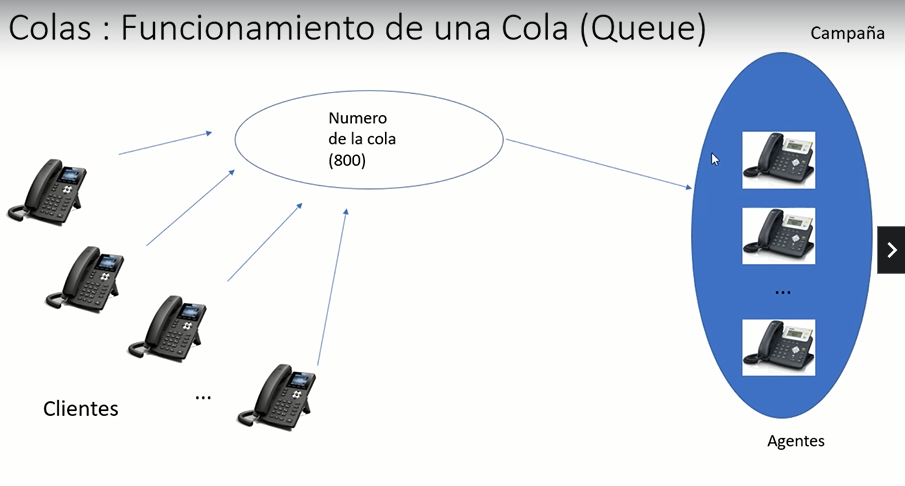 Colas : Funcionamiento de una Cola (Queue)
Campaña
Numero
de la cola
(800)
...
...
Clientes
Agentes